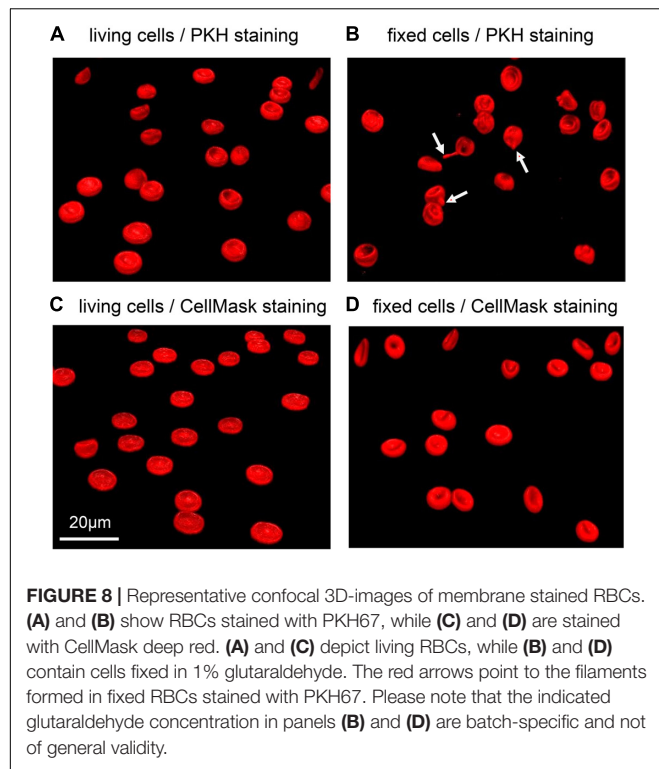 A living cells / PKH staining
B fixed cells / PKH staining
C living cells / CellMask staining
D fixed cells / CellMask staining
20µm
FIGURE 8 | Representative confocal 3D-images of membrane stained RBCs.
(A) and (B) show RBCs stained with PKH67, while (C) and (D) are stained
with CellMask deep red. (A) and (C) depict living RBCs, while (B) and (D)
contain cells fixed in 1% glutaraldehyde. The red arrows point to the filaments
formed in fixed RBCs stained with PKH67. Please note that the indicated
glutaraldehyde concentration in panels (B) and (D) are batch-specific and not
of general validity.